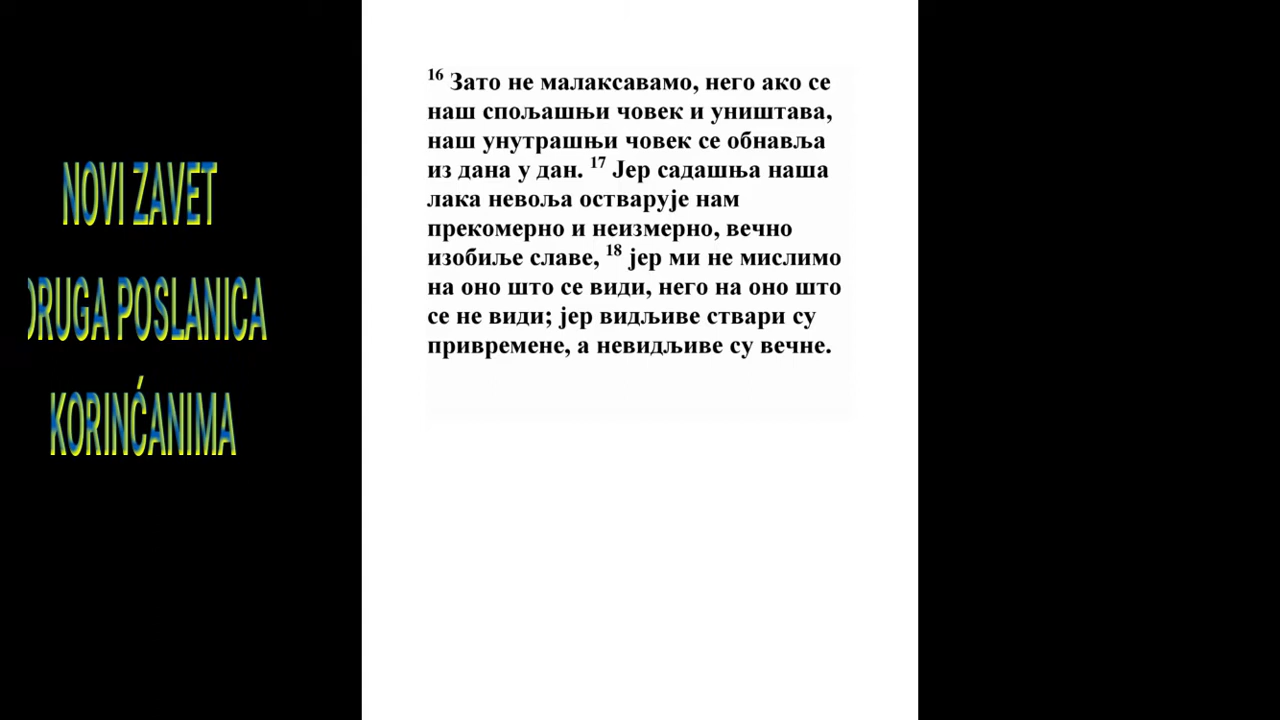 NOVI ZAVET
DRUGA POSLANICA
KORINĆANIMA
16 Зато не малаксавамо, него ако се
наш спољашњи човек и уништава,
наш унутрашњи човек се обнавља
из дана у дан. 17 Јер садашња наша
лака невоља остварује нам
прекомерно и неизмерно, вечно
изобиље славе, 18 јер ми не мислимо
на оно што се види, него на оно што
се не види; јер видљиве ствари су
привремене, а невидљиве су вечне.